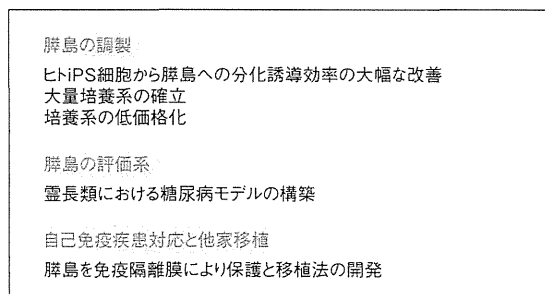 膵島の調製
ヒトiPS細胞から膵島への分化誘導効率の大幅な改善
大量培養系の確立
培養系の低価格化
膵島の評価系
霊長類における糖尿病モデルの構築
自己免疫疾患対応と他家移植
膵島を免疫隔離膜により保護と移植法の開発